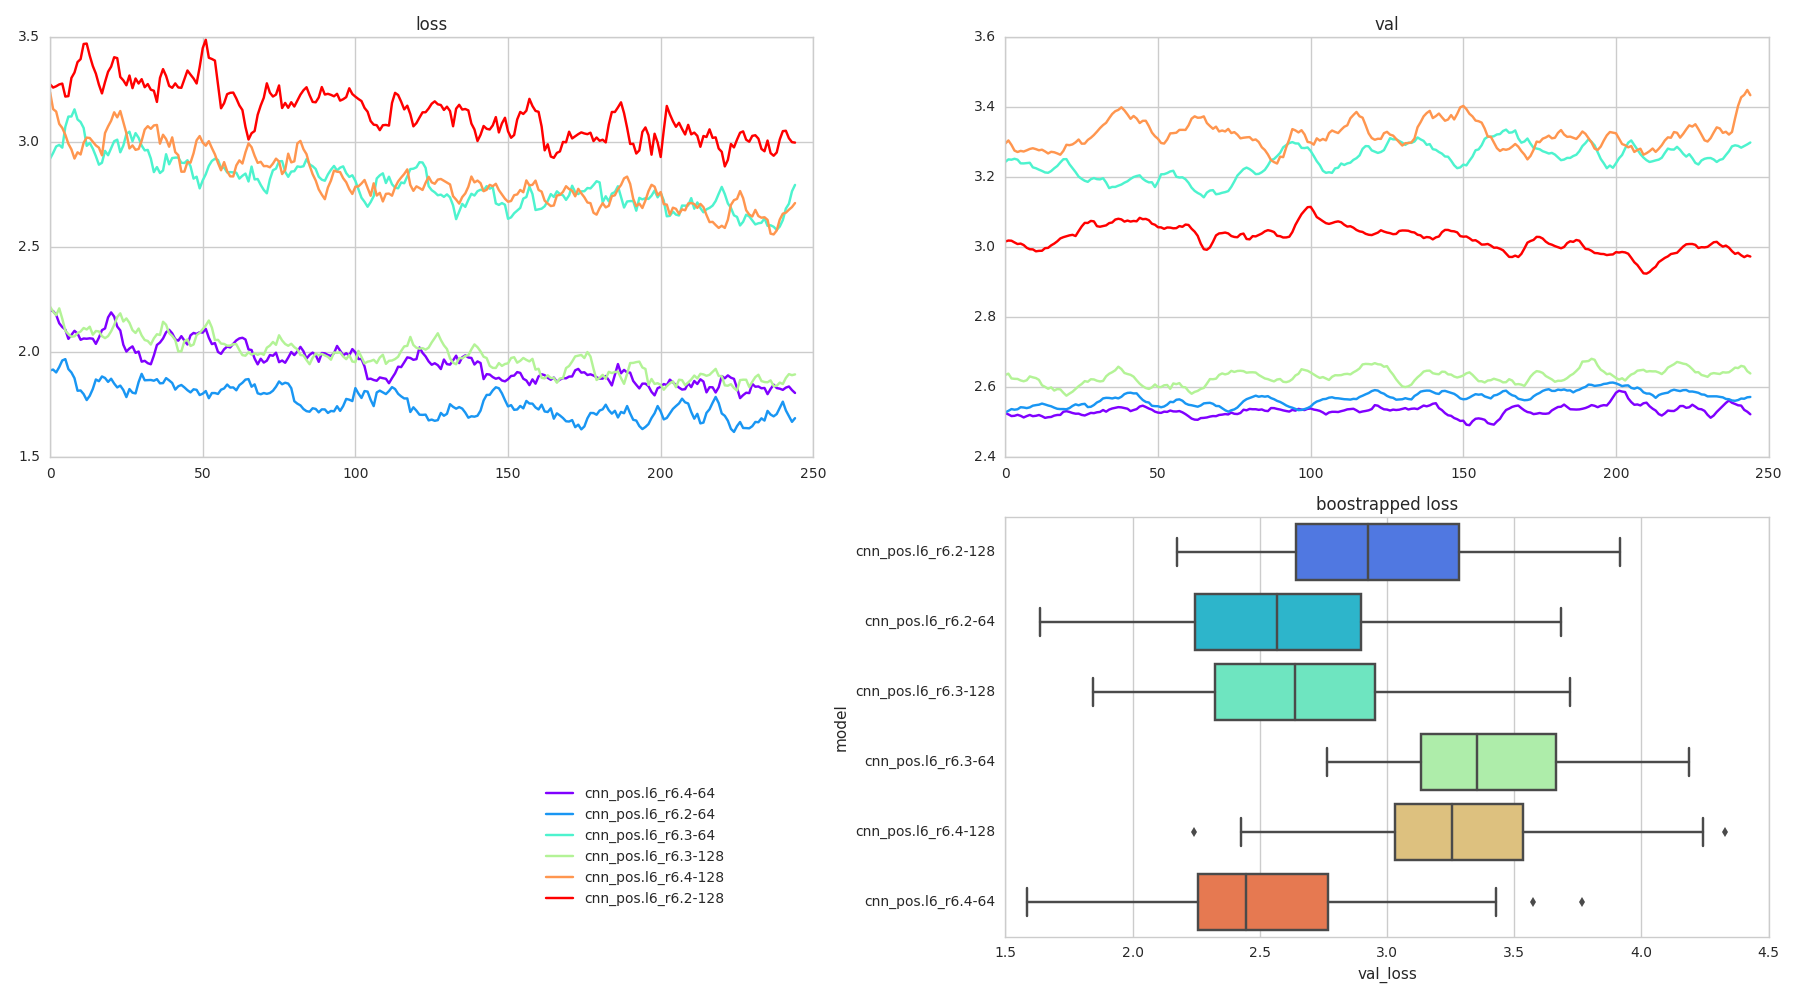 loss
3.5
3.0
2.5
2.0
1.5
0 50 100 150 200 250
val
3.6
3.4
3.2
3.0
2.8
2.6
2.4
0 50 100 150 200 250
cnn_pos.l6_r6.4-64
cnn_pos.l6_r6.2-64
cnn_pos.l6_r6.3-64
cnn_pos.l6_r6.3-128
cnn_pos.l6_r6.4-128
cnn_pos.l6_r6.2-128
boostrapped loss
model
cnn_pos.l6_r6.2-128
cnn_pos.l6_r6.2-64
cnn_pos.l6_r6.3-128
cnn_pos.l6_r6.3-64
cnn_pos.l6_r6.4-128
cnn_pos.l6_r6.4-64
1.5 2.0 2.5 3.0 3.5 4.0 4.5
val_loss